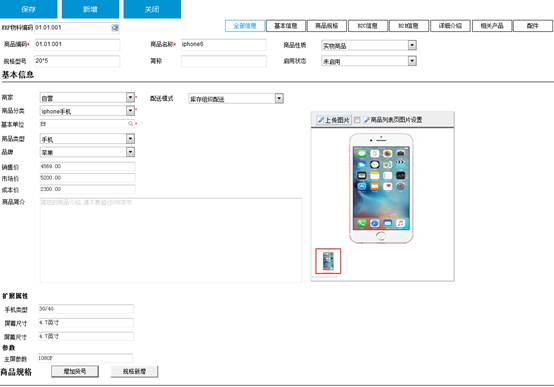 保存 新增 关闭
ERP物料编码 01.01.001
全部信息 基本信息 商品规格 B2C信息 B2B信息 详细介绍 相关产品 配件
商品编码* 01.01.001 商品名称* iphone6 商品性质 实物商品
规格型号 20*5 简称 启用状态 未启用
基本信息
商家 自营 * 配送模式 库存组织配送
商品分类 iphone手机 *
上传图片 商品列表页图片设置
基本单位 *
商品类型 手机
品牌 苹果
销售价 4569.00
市场价 5200.00
成本价 2300.00
商品简介
扩展属性
手机类型 3G/4G
屏幕尺寸 4.7英寸
屏幕尺寸 4.7英寸
参数
主屏参数 1080P
商品规格 增加货号 规格新增